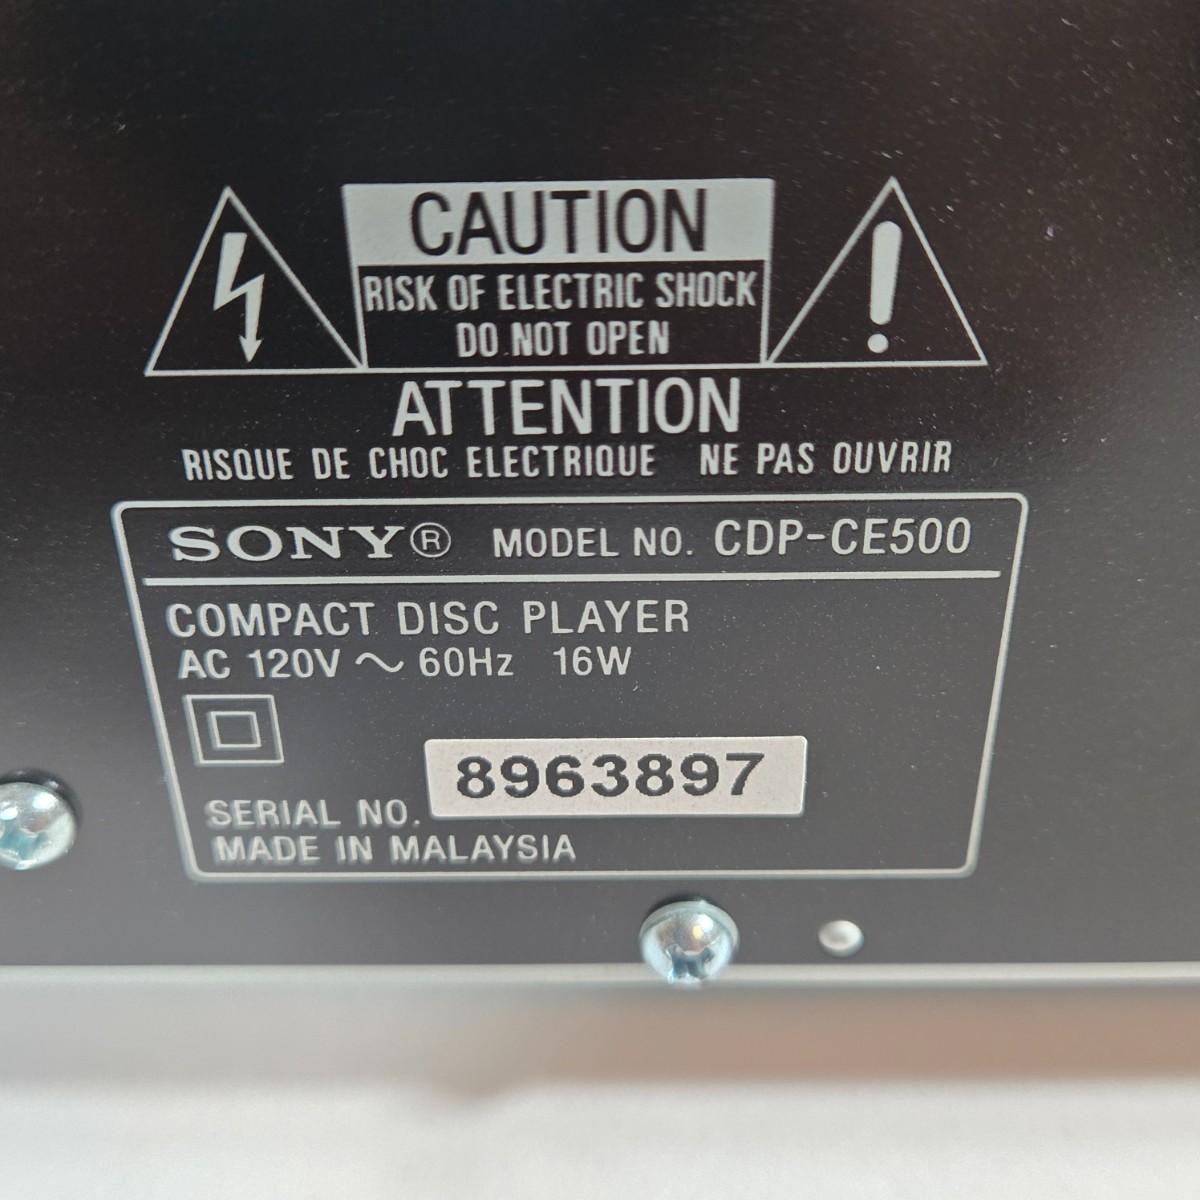 CAUTION
RISK OF ELECTRIC SHOCK
DO NOT OPEN
ATTENTION
RISQUE DE CHOC ELECTRIQUE NE PAS OUVRIR
SONY® MODEL NO. CDP-CE500
COMPACT DISC PLAYER
AC 120V ~ 60Hz 16W
8963897
SERIAL NO.
MADE IN MALAYSIA